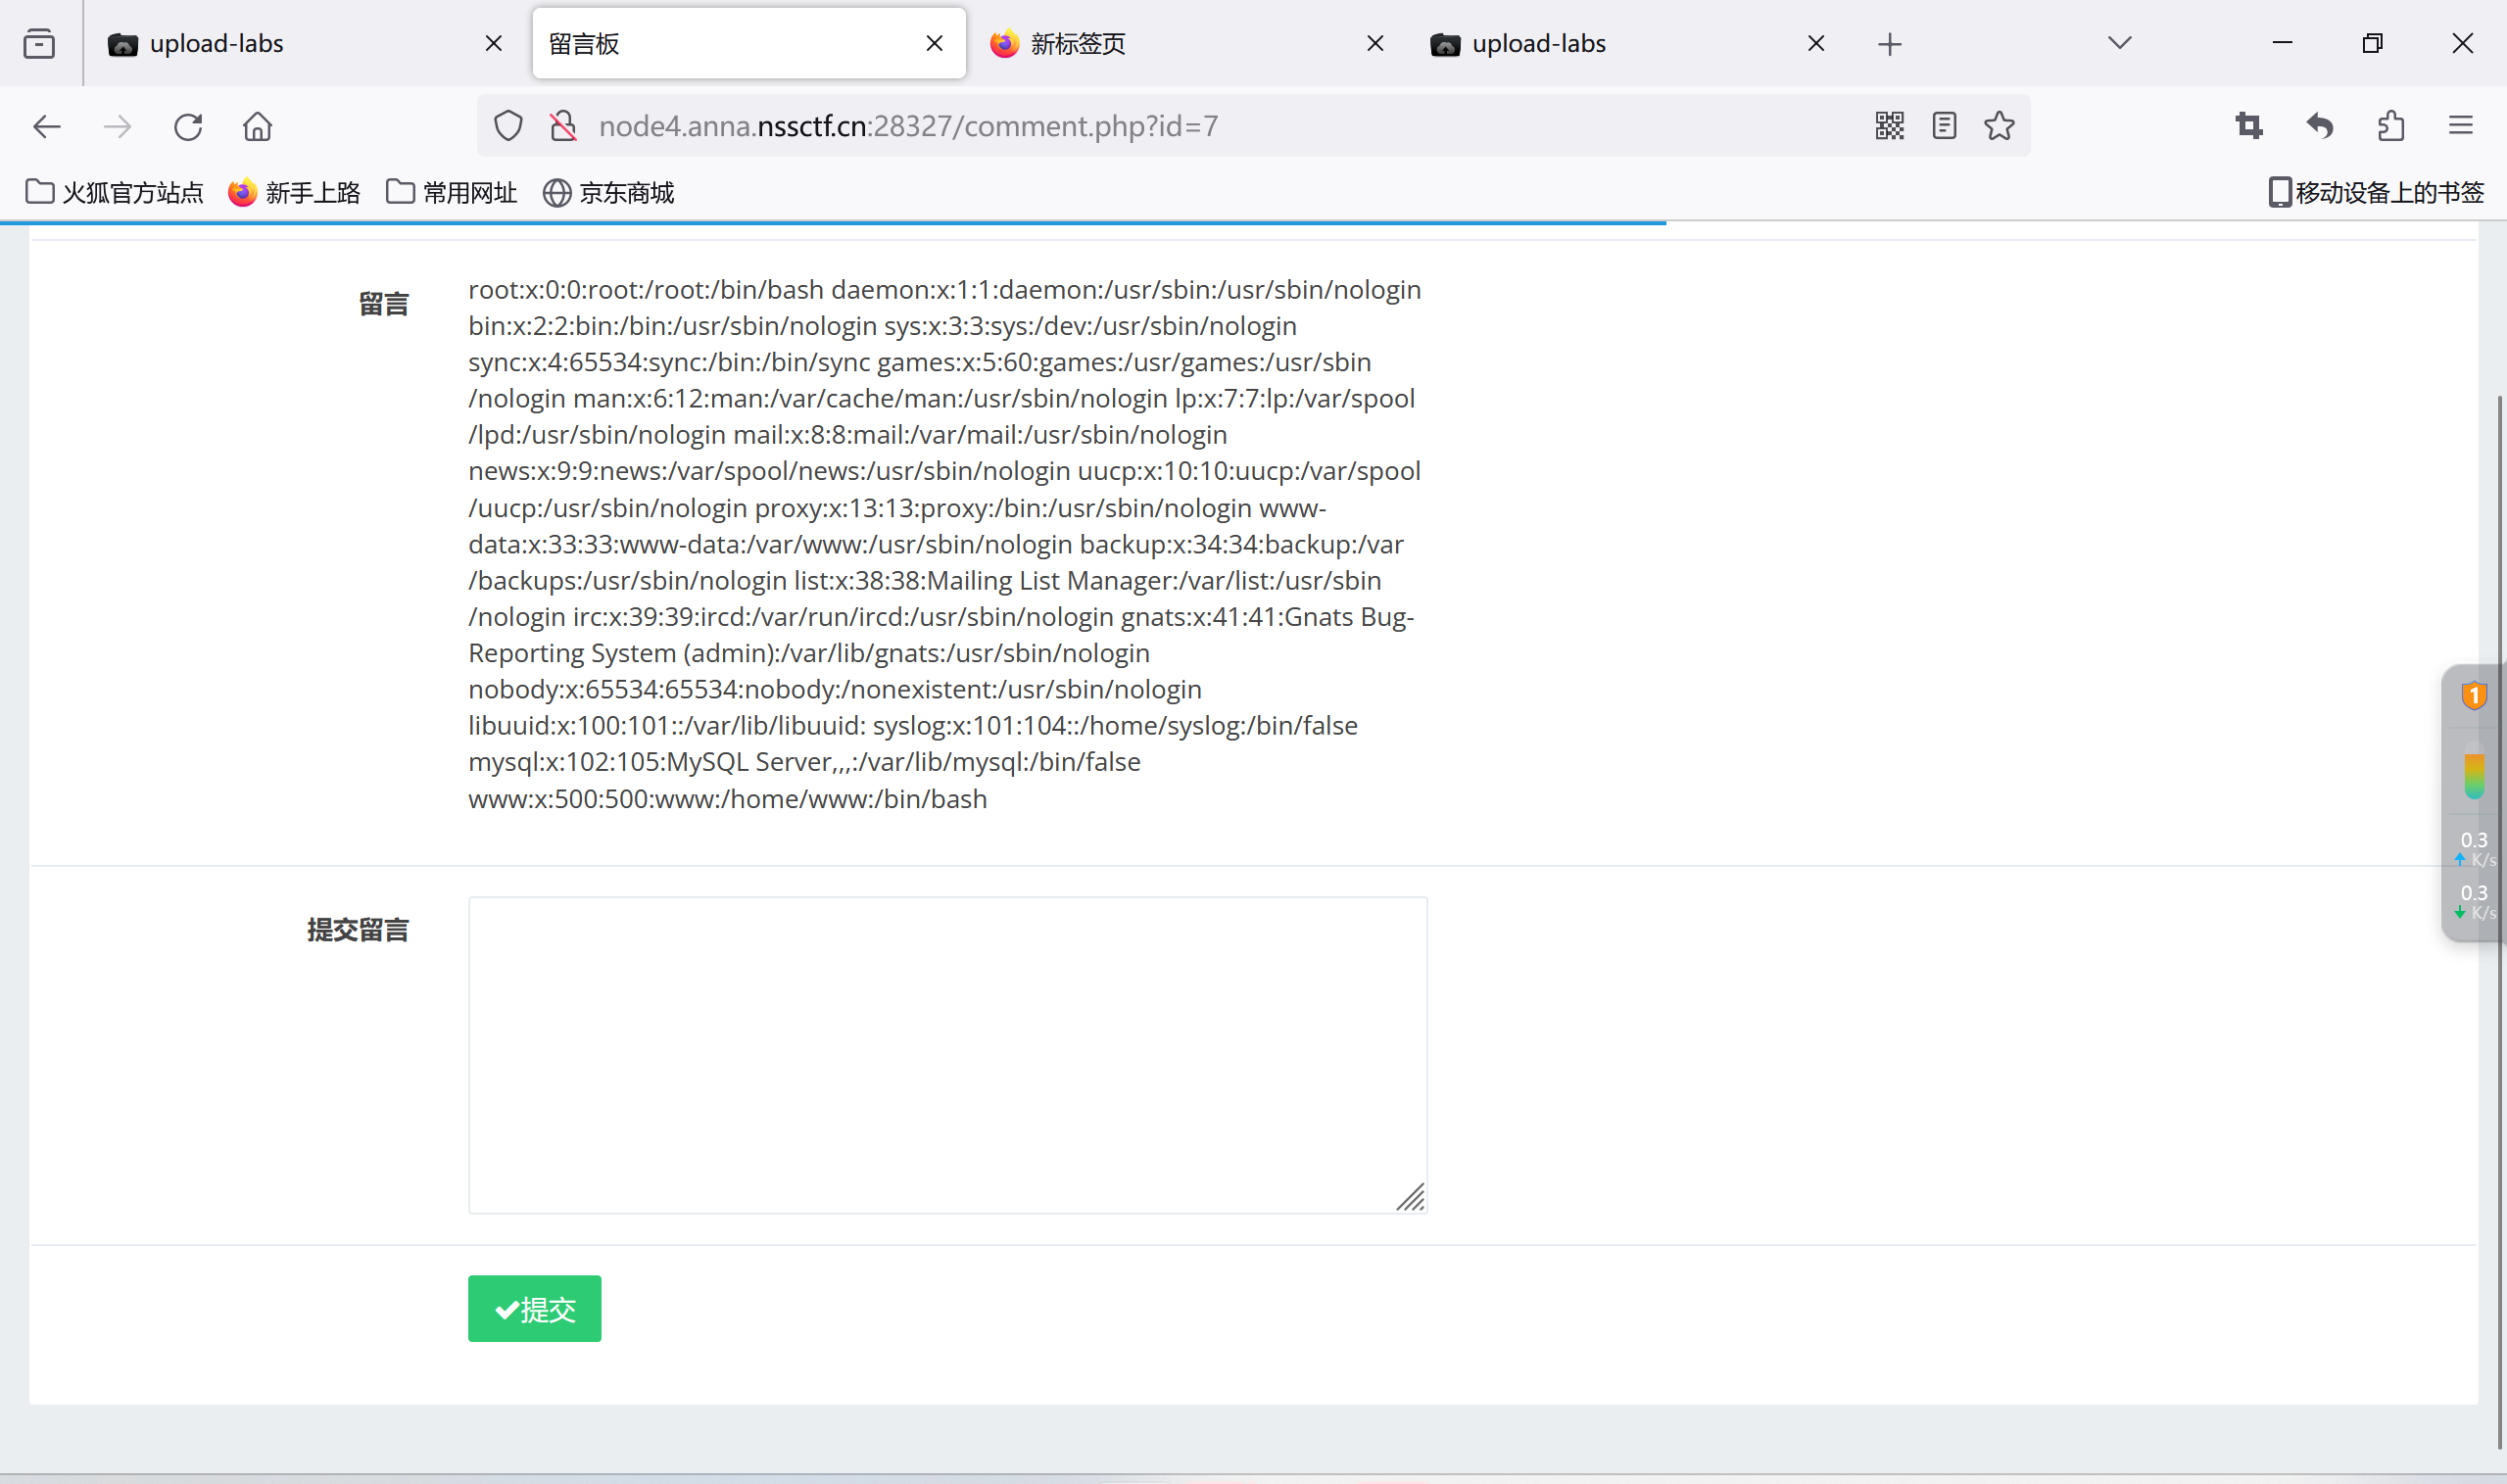 upload-labs
留言板
新标签页
upload-labs
node4.anna.nssctf.cn:28327/comment.php?id=7
火狐官方站点
新手上路
常用网址
京东商城
移动设备上的书签
留言
root:x:0:0:root:/root:/bin/bash daemon:x:1:1:daemon:/usr/sbin:/usr/sbin/nologin
bin:x:2:2:bin:/bin:/usr/sbin/nologin sys:x:3:3:sys:/dev:/usr/sbin/nologin
sync:x:4:65534:sync:/bin:/bin/sync games:x:5:60:games:/usr/games:/usr/sbin
/nologin man:x:6:12:man:/var/cache/man:/usr/sbin/nologin lp:x:7:7:lp:/var/spool
/lpd:/usr/sbin/nologin mail:x:8:8:mail:/var/mail:/usr/sbin/nologin
news:x:9:9:news:/var/spool/news:/usr/sbin/nologin uucp:x:10:10:uucp:/var/spool
/uucp:/usr/sbin/nologin proxy:x:13:13:proxy:/bin:/usr/sbin/nologin www-
data:x:33:33:www-data:/var/www:/usr/sbin/nologin backup:x:34:34:backup:/var
/backups:/usr/sbin/nologin list:x:38:38:Mailing List Manager:/var/list:/usr/sbin
/nologin irc:x:39:39:ircd:/var/run/ircd:/usr/sbin/nologin gnats:x:41:41:Gnats Bug-
Reporting System (admin):/var/lib/gnats:/usr/sbin/nologin
nobody:x:65534:65534:nobody:/nonexistent:/usr/sbin/nologin
libuuid:x:100:101::/var/lib/libuuid: syslog:x:101:104::/home/syslog:/bin/false
mysql:x:102:105:MySQL Server,,,:/var/lib/mysql:/bin/false
www:x:500:500:www:/home/www:/bin/bash
1
0.3
K/s
0.3
K/s
提交留言
提交